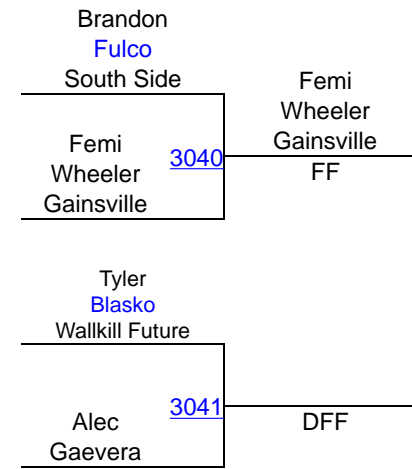 Brandon
Fulco
South Side
Femi
Wheeler
Gainsville
3040
Femi
Wheeler
Gainsville
FF
Tyler
Blasko
Wallkill Future
3041
Alec
Gaevera
DFF